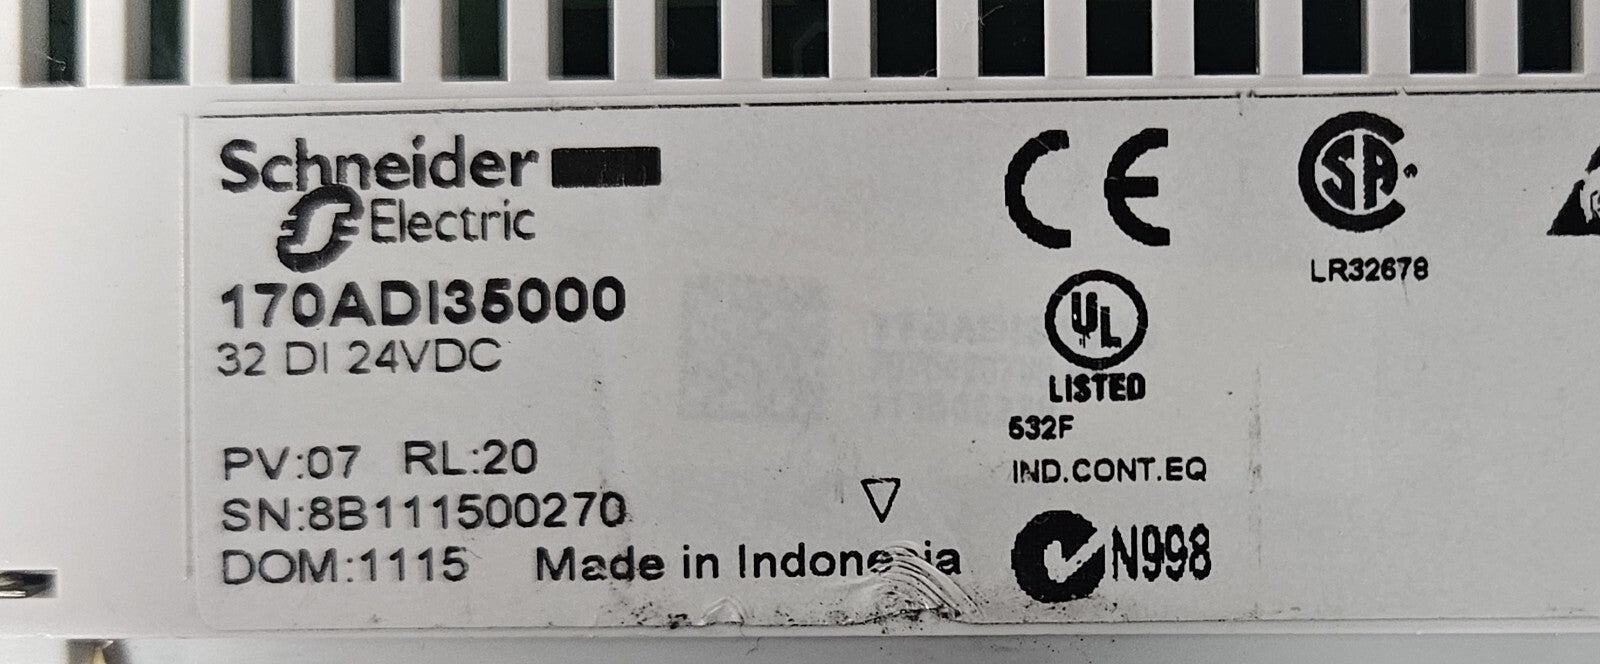 Schneider
Electric
170ADI35000
32 DI 24VDC
PV:07 RL:20
SN:8B111500270
DOM:1115 Made in Indonesia
CE
SA
LR32678
UL
LISTED
532F
IND.CONT.EQ
N998